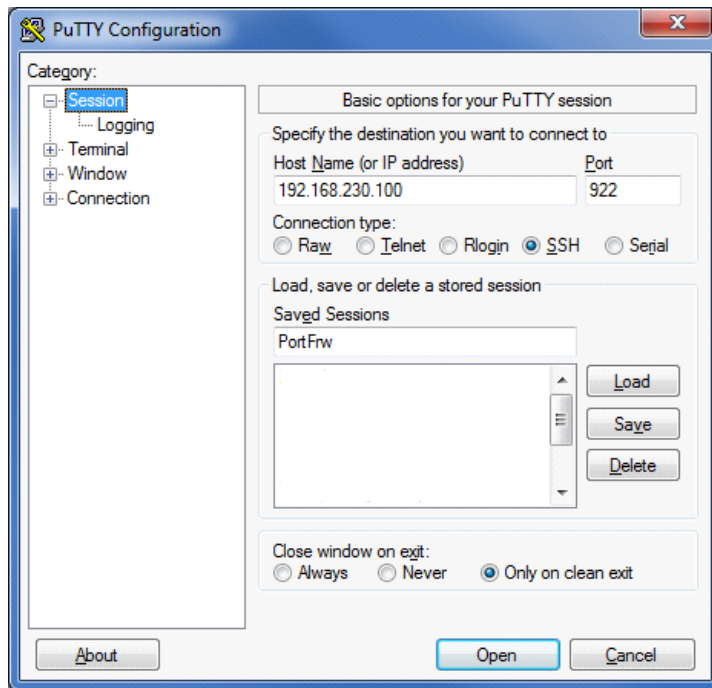 PuTTY Configuration
Category:
Session
Logging
Terminal
Window
Connection
Basic options for your PuTTY session
Specify the destination you want to connect to
Host Name (or IP address) Port
192.168.230.100 922
Connection type:
Raw Telnet Rlogin SSH Serial
Load, save or delete a stored session
Saved Sessions
PortFrw
Load
Save
Delete
Close window on exit:
Always Never Only on clean exit
About Open Cancel